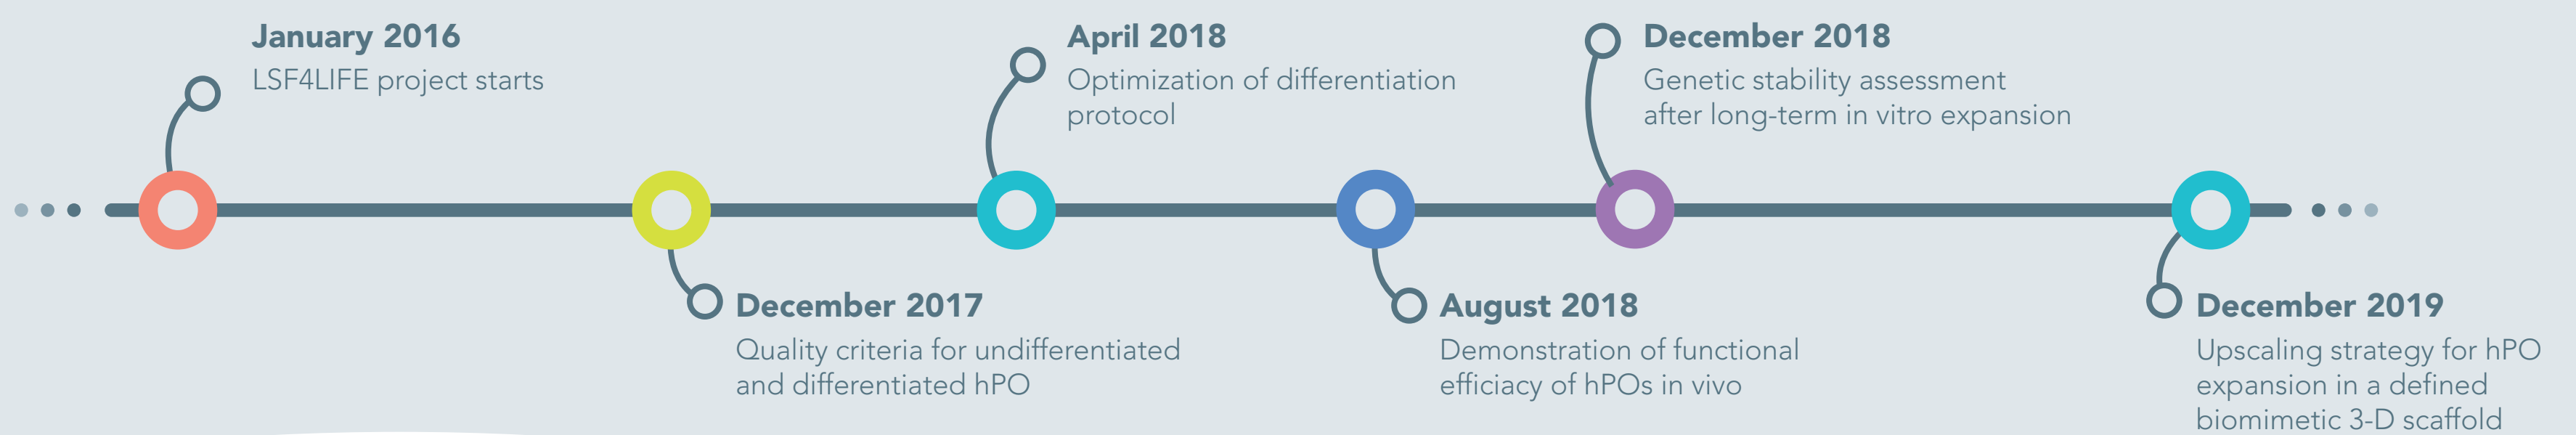 January 2016
LSF4LIFE project starts
December 2017
Quality criteria for undifferentiated
and differentiated hPO
April 2018
Optimization of differentiation
protocol
August 2018
Demonstration of functional
efficiacy of hPOs in vivo
December 2018
Genetic stability assessment
after long-term in vitro expansion
December 2019
Upscaling strategy for hPO
expansion in a defined
biomimetic 3-D scaffold